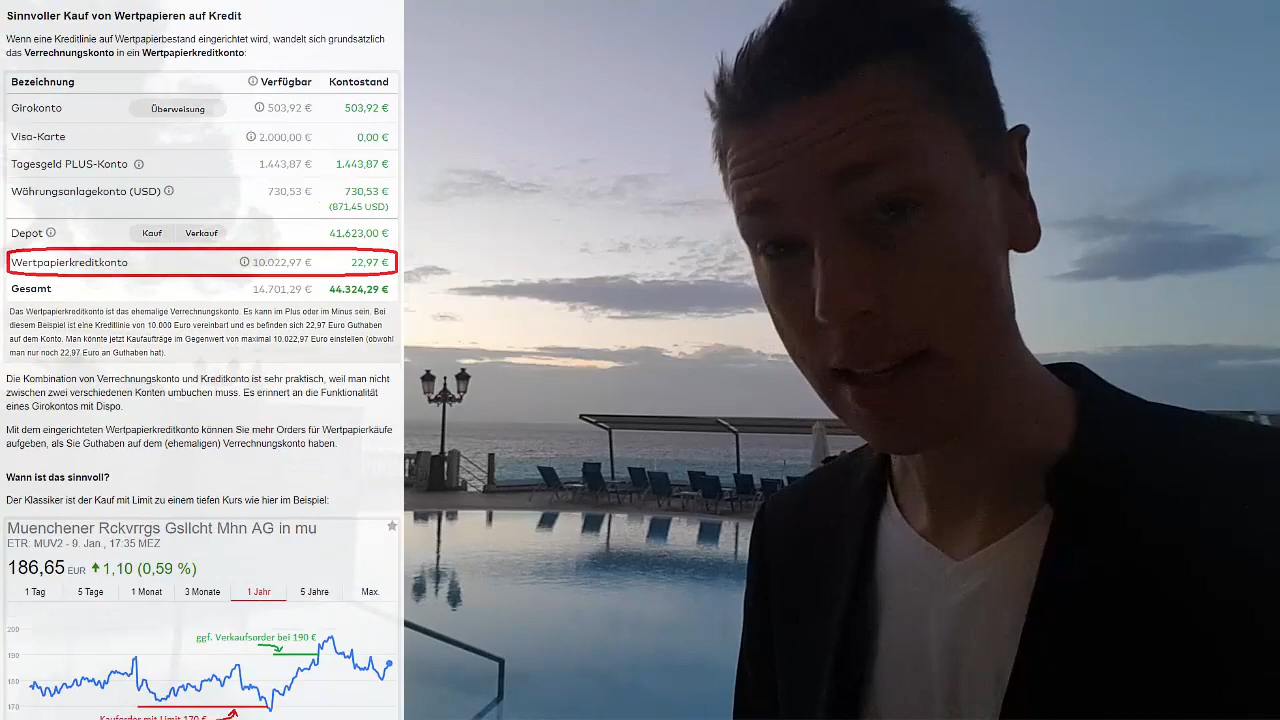 Sinnvoller Kauf von Wertpapieren auf Kredit
Wenn eine Kreditlinie auf Wertpapierbestand eingerichtet wird, wandelt sich grundsätzlich
das Verrechnungskonto in ein Wertpapierkreditkonto:
Bezeichnung Verfügbar Kontostand
Girokonto Überweisung 503,92 € 503,92 €
Visa-Karte 2.000,00 € 0,00 €
Tagesgeld PLUS-Konto 1.443,87 € 1.443,87 €
Währungsanlagekonto (USD) 730,53 € 730,53 €
(871,45 USD)
Depot Kauf Verkauf 41.623,00 €
Wertpapierkreditkonto 10.022,97 € 22,97 €
Gesamt 14.701,29 € 44.324,29 €
Das Wertpapierkreditkonto ist das ehemalige Verrechnungskonto. Es kann im Plus oder im Minus sein. Bei
diesem Beispiel ist eine Kreditlinie von 10.000 Euro vereinbart und es befinden sich 22,97 Euro Guthaben
auf dem Konto. Man könnte jetzt Kaufaufträge im Gegenwert von maximal 10.022,97 Euro einstellen (obwohl
man nur noch 22,97 Euro an Guthaben hat).
Die Kombination von Verrechnungskonto und Kreditkonto ist sehr praktisch, weil man nicht
zwischen zwei verschiedenen Konten umbuchen muss. Es erinnert an die Funktionalität
eines Girokontos mit Dispo.
Mit dem eingerichteten Wertpapierkreditkonto können Sie mehr Orders für Wertpapierkäufe
aufgeben, als Sie Guthaben auf dem (ehemaligen) Verrechnungskonto haben.
Wann ist das sinnvoll?
Der Klassiker ist der Kauf mit Limit zu einem tiefen Kurs wie hier im Beispiel:
Muenchener Rckvrrgs Gsllcht Mhn AG in mu
ETR: MUV2 - 9. Jan., 17:35 MEZ
186,65 EUR 1,10 (0,59 %)
1 Tag 5 Tage 1 Monat 3 Monate 1 Jahr 5 Jahre Max.
200
ggf. Verkaufsorder bei 190 €
190
180
170
Kauforder mit Limit 170 €